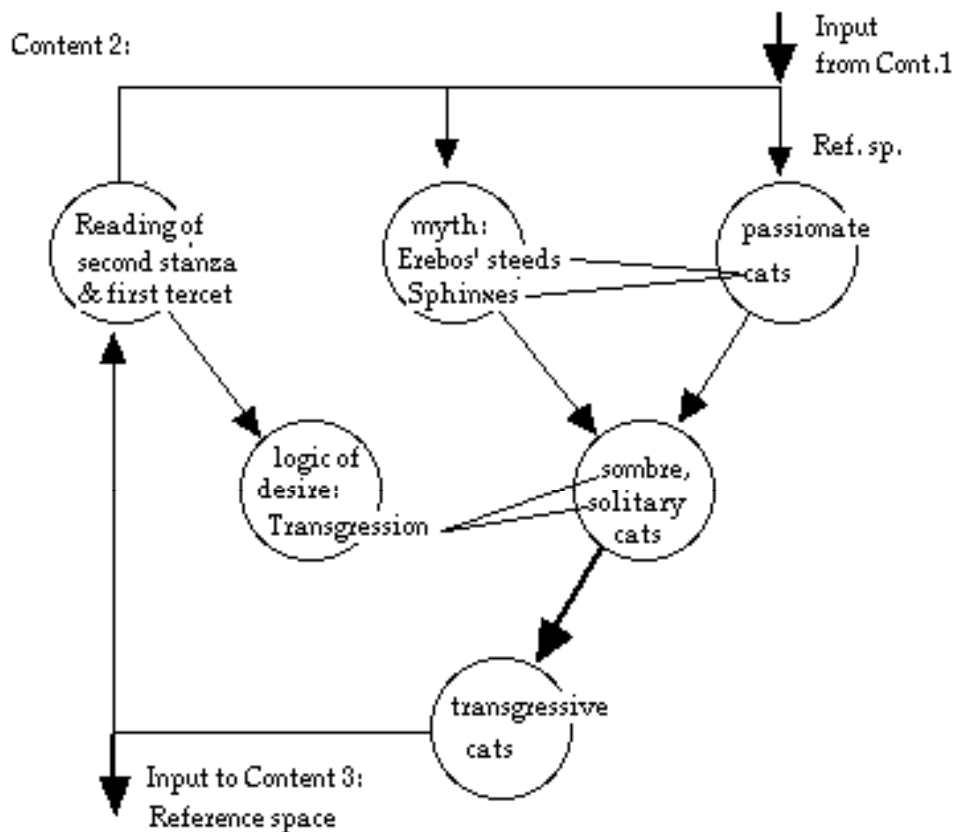 Content 2:
Input
from Cont.1
Ref. sp.
Reading of
second stanza
& first tercet
myth:
Erebos' steeds
Sphinxes
passionate
cats
logic of
desire:
Transgression
sombre,
solitary
cats
transgressive
cats
Input to Content 3:
Reference space